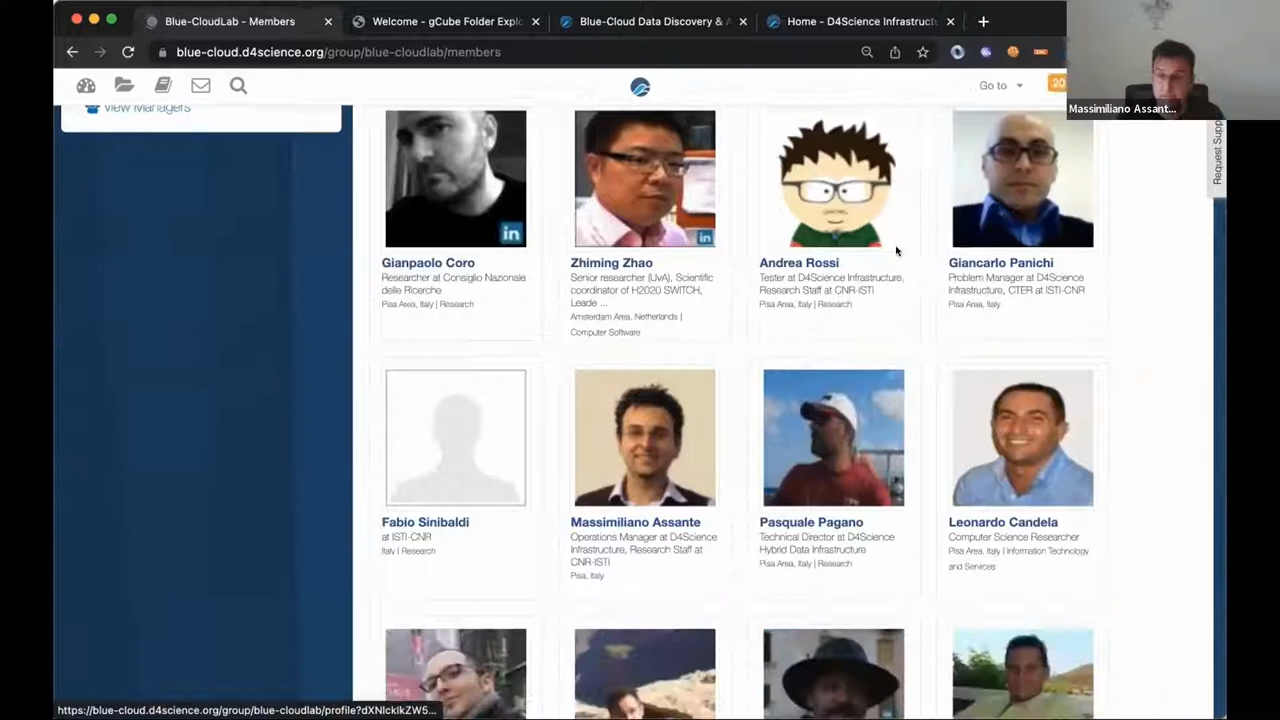 Blue-CloudLab - Members
Welcome - gCube Folder Explo
Blue-Cloud Data Discovery & A
Home - D4Science Infrastruct
blue-cloud.d4science.org/group/blue-cloudlab/members
Go to
20
Massimiliano Assant...
View Managers
Request Supp
in
in
Gianpaolo Coro
Researcher at Consiglio Nazionale
delle Ricerche
Pisa Area, Italy | Research
Zhiming Zhao
Senior researcher (UvA), Scientific
coordinator of H2020 SWITCH,
Leade ...
Amsterdam Area, Netherlands |
Computer Software
Andrea Rossi
Tester at D4Science Infrastructure,
Research Staff at CNR-ISTI
Pisa Area, Italy | Research
Giancarlo Panichi
Problem Manager at D4Science
Infrastructure, CTER at ISTI-CNR
Pisa Area, Italy
Fabio Sinibaldi
at ISTI-CNR
Italy | Research
Massimiliano Assante
Operations Manager at D4Science
Infrastructure, Research Staff at
CNR-ISTI
Pisa, Italy
Pasquale Pagano
Technical Director at D4Science
Hybrid Data Infrastructure
Pisa Area, Italy | Research
Leonardo Candela
Computer Science Researcher
Pisa Area, Italy | Information Technology
and Services
https://blue-cloud.d4science.org/group/blue-cloudlab/profile?dXNlcklkZW5...